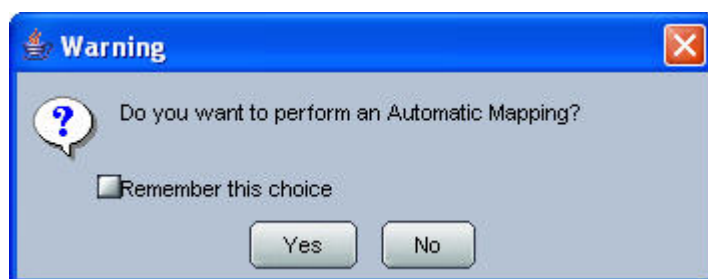 Warning
Do you want to perform an Automatic Mapping?
Remember this choice
Yes No